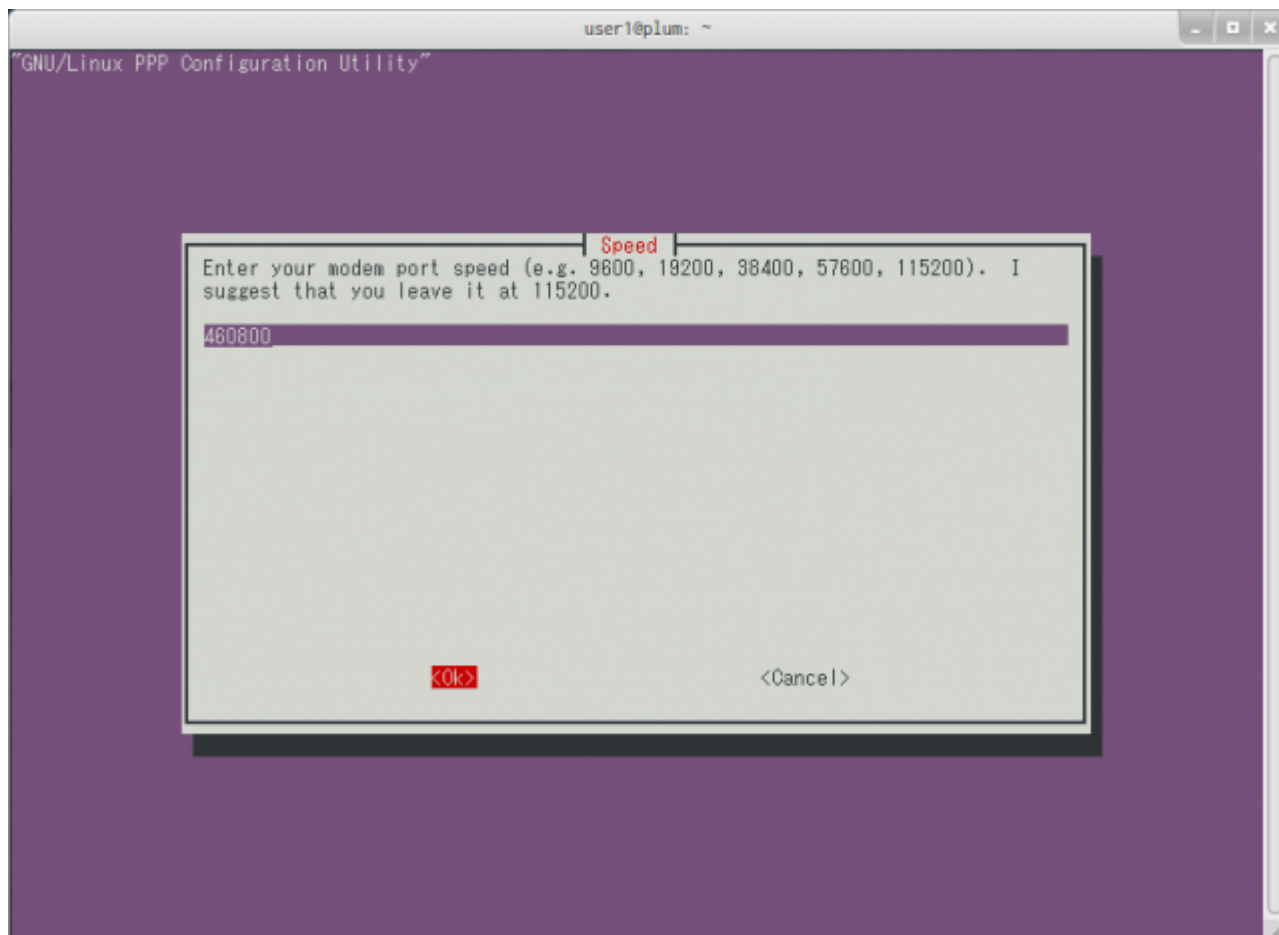 user1@plum: ~
"GNU/Linux PPP Configuration Utility"
Speed
Enter your modem port speed (e.g. 9600, 19200, 38400, 57600, 115200).  I
suggest that you leave it at 115200.
460800
<Ok>
<Cancel>